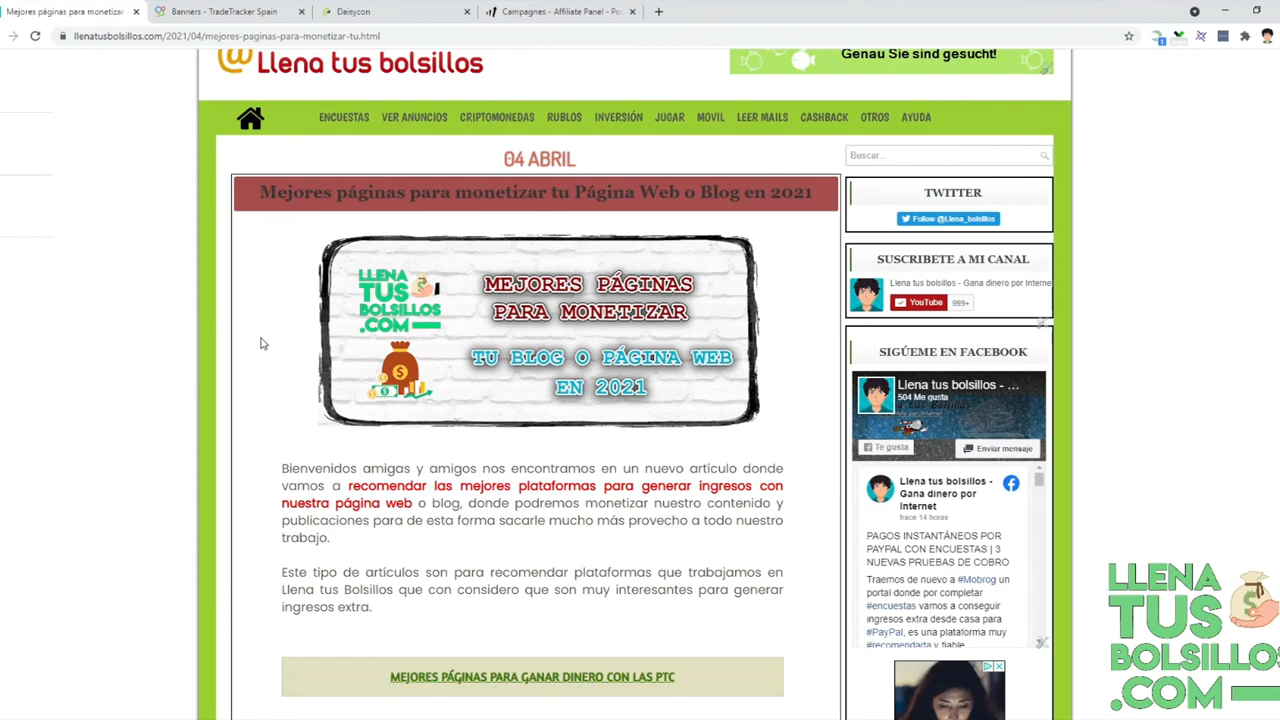 Mejores páginas para monetizar
Banners - TradeTracker Spain
Daisycon
Campagnes - Affiliate Panel - Po
llenatusbolsillos.com/2021/04/mejores-paginas-para-monetizar-tu.html
@Llena tus bolsillos
Genau Sie sind gesucht!
ENCUESTAS VER ANUNCIOS CRIPTOMONEDAS RUBLOS INVERSIÓN JUGAR MOVIL LEER MAILS CASHBACK OTROS AYUDA
04 ABRIL
Buscar...
Mejores páginas para monetizar tu Página Web o Blog en 2021
LLENA
TUS
BOLSILLOS
.COM
MEJORES PÁGINAS
PARA MONETIZAR
TU BLOG O PÁGINA WEB
EN 2021
Bienvenidos amigas y amigos nos encontramos en un nuevo artículo donde
vamos a recomendar las mejores plataformas para generar ingresos con
nuestra página web o blog, donde podremos monetizar nuestro contenido y
publicaciones para de esta forma sacarle mucho más provecho a todo nuestro
trabajo.
Este tipo de artículos son para recomendar plataformas que trabajamos en
Llena tus Bolsillos que con considero que son muy interesantes para generar
ingresos extra.
MEJORES PÁGINAS PARA GANAR DINERO CON LAS PTC
TWITTER
Follow @Llena_bolsillos
SUSCRIBETE A MI CANAL
Llena tus bolsillos - Gana dinero por Interne
YouTube 999+
SIGÚEME EN FACEBOOK
Llena tus bolsillos - ...
504 Me gusta
Te gusta
Enviar mensaje
Llena tus bolsillos -
Gana dinero por
Internet
hace 14 horas
PAGOS INSTANTÁNEOS POR
PAYPAL CON ENCUESTAS | 3
NUEVAS PRUEBAS DE COBRO
Traemos de nuevo a #Mobrog un
portal donde por completar
#encuestas vamos a conseguir
ingresos extra desde casa para
#PayPal, es una plataforma muy
#recomendada y fiable
LLENA
TUS
BOLSILLOS
.COM